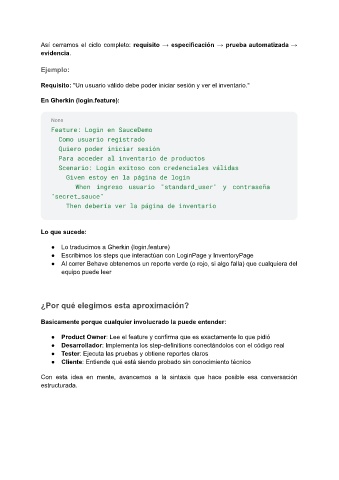 Así cerramos el ciclo completo: requisito → especificación → prueba automatizada →
evidencia.
Ejemplo:
Requisito: "Un usuario válido debe poder iniciar sesión y ver el inventario."
En Gherkin (login.feature):
None
Feature: Login en SauceDemo
Como usuario registrado
Quiero poder iniciar sesión
Para acceder al inventario de productos
Scenario: Login exitoso con credenciales válidas
Given estoy en la página de login
When ingreso usuario "standard_user" y contraseña
"secret_sauce"
Then debería ver la página de inventario
Lo que sucede:
● Lo traducimos a Gherkin (login.feature)
● Escribimos los steps que interactúan con LoginPage y InventoryPage
● Al correr Behave obtenemos un reporte verde (o rojo, si algo falla) que cualquiera del
equipo puede leer
¿Por qué elegimos esta aproximación?
Basicamente porque cualquier involucrado la puede entender:
● Product Owner: Lee el feature y confirma que es exactamente lo que pidió
● Desarrollador: Implementa los step-definitions conectándolos con el código real
● Tester: Ejecuta las pruebas y obtiene reportes claros
● Cliente: Entiende qué está siendo probado sin conocimiento técnico
Con esta idea en mente, avancemos a la sintaxis que hace posible esa conversación
estructurada.